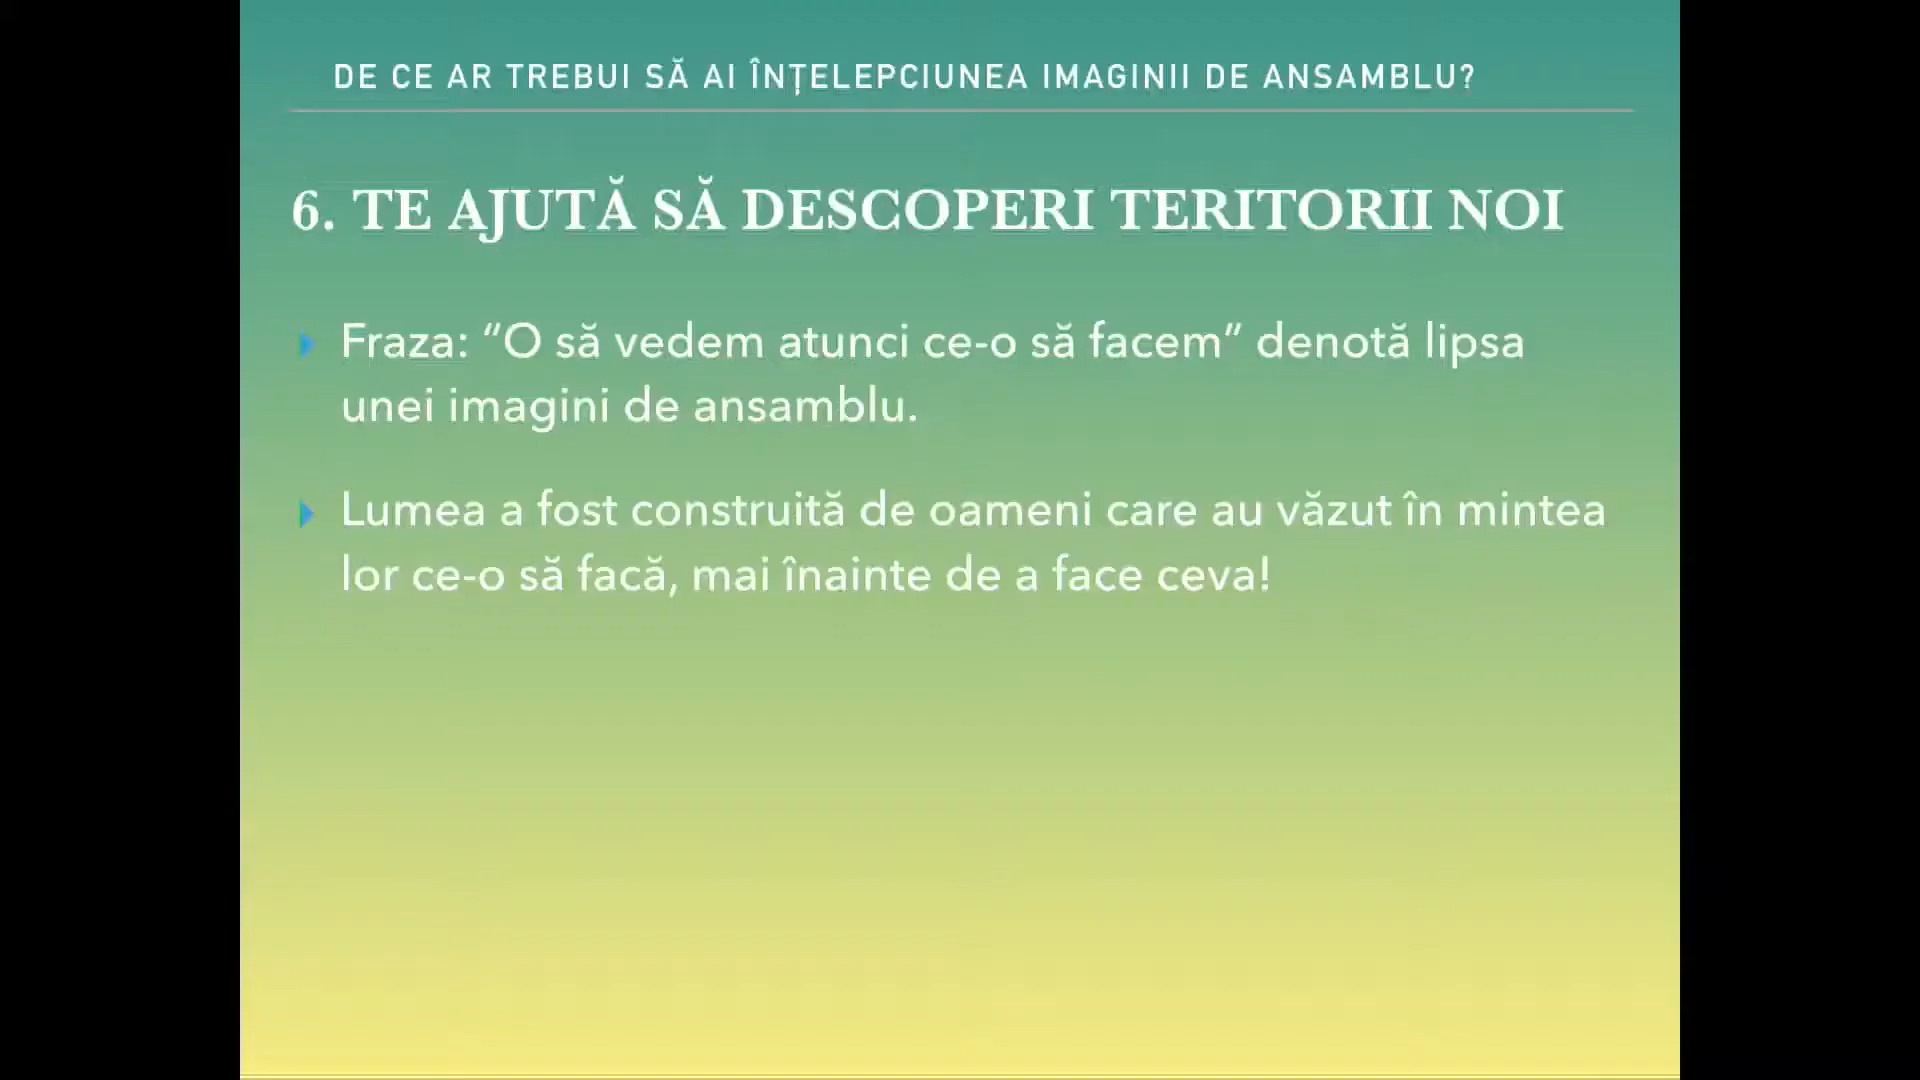 DE CE AR TREBUI SĂ AI ÎNȚELEPCIUNEA IMAGINII DE ANSAMBLU?
6. TE AJUTĂ SĂ DESCOPERI TERITORII NOI
Fraza: “O să vedem atunci ce-o să facem” denotă lipsa
unei imagini de ansamblu.
Lumea a fost construită de oameni care au văzut în mintea
lor ce-o să facă, mai înainte de a face ceva!